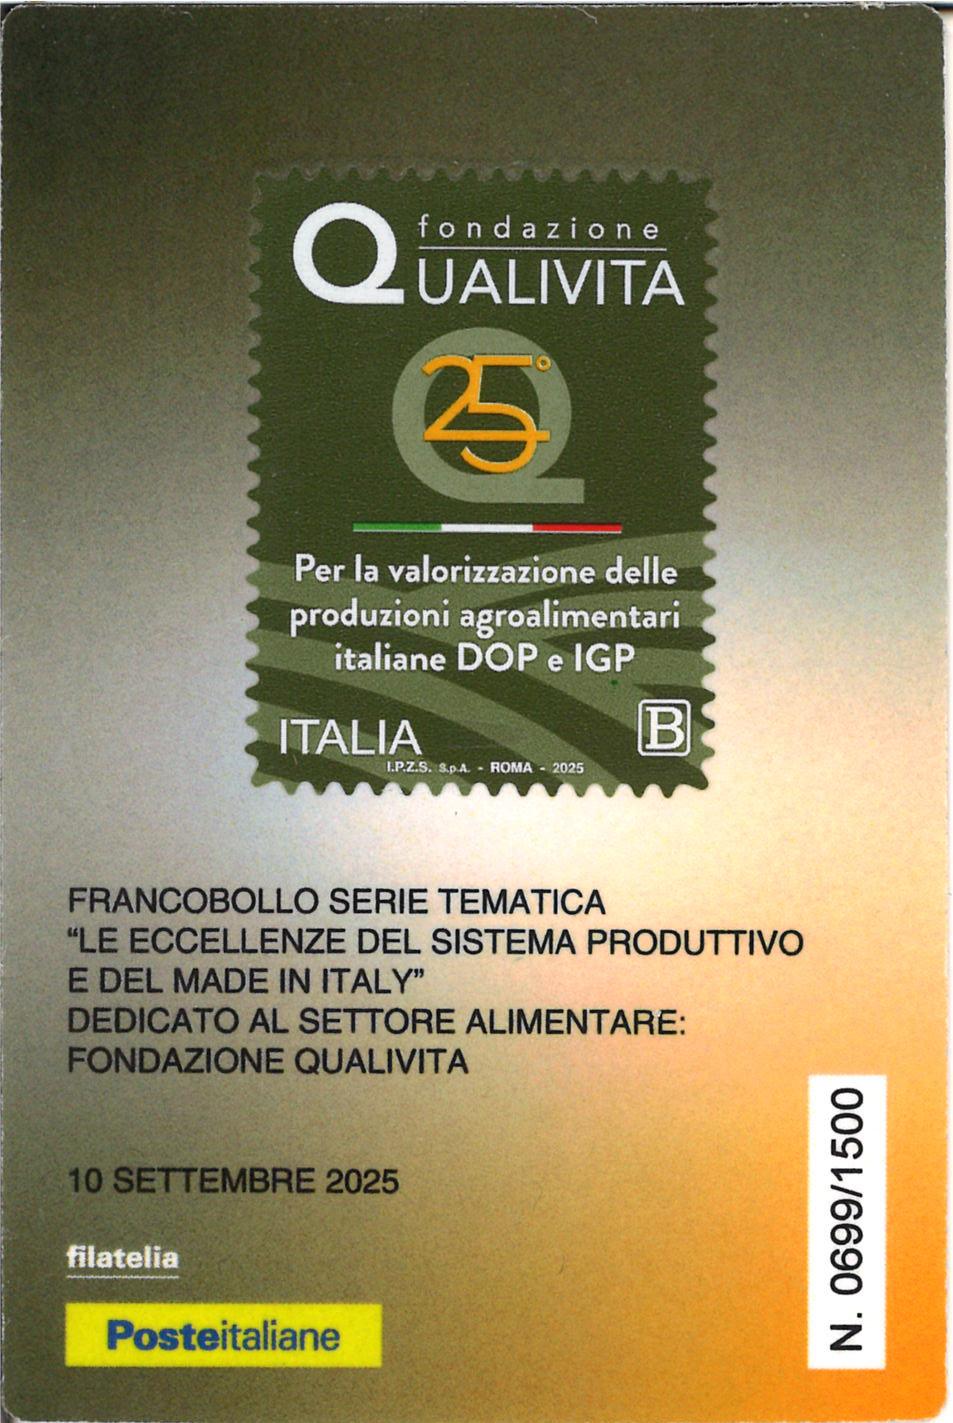 fondazione
QUALIVITA
25°
Per la valorizzazione delle
produzioni agroalimentari
italiane DOP e IGP
ITALIA
B
I.P.Z.S. S.p.A. - ROMA - 2025
FRANCOBOLLO SERIE TEMATICA
“LE ECCELLENZE DEL SISTEMA PRODUTTIVO
E DEL MADE IN ITALY”
DEDICATO AL SETTORE ALIMENTARE:
FONDAZIONE QUALIVITA
10 SETTEMBRE 2025
filatelia
Posteitaliane
N. 0699/1500